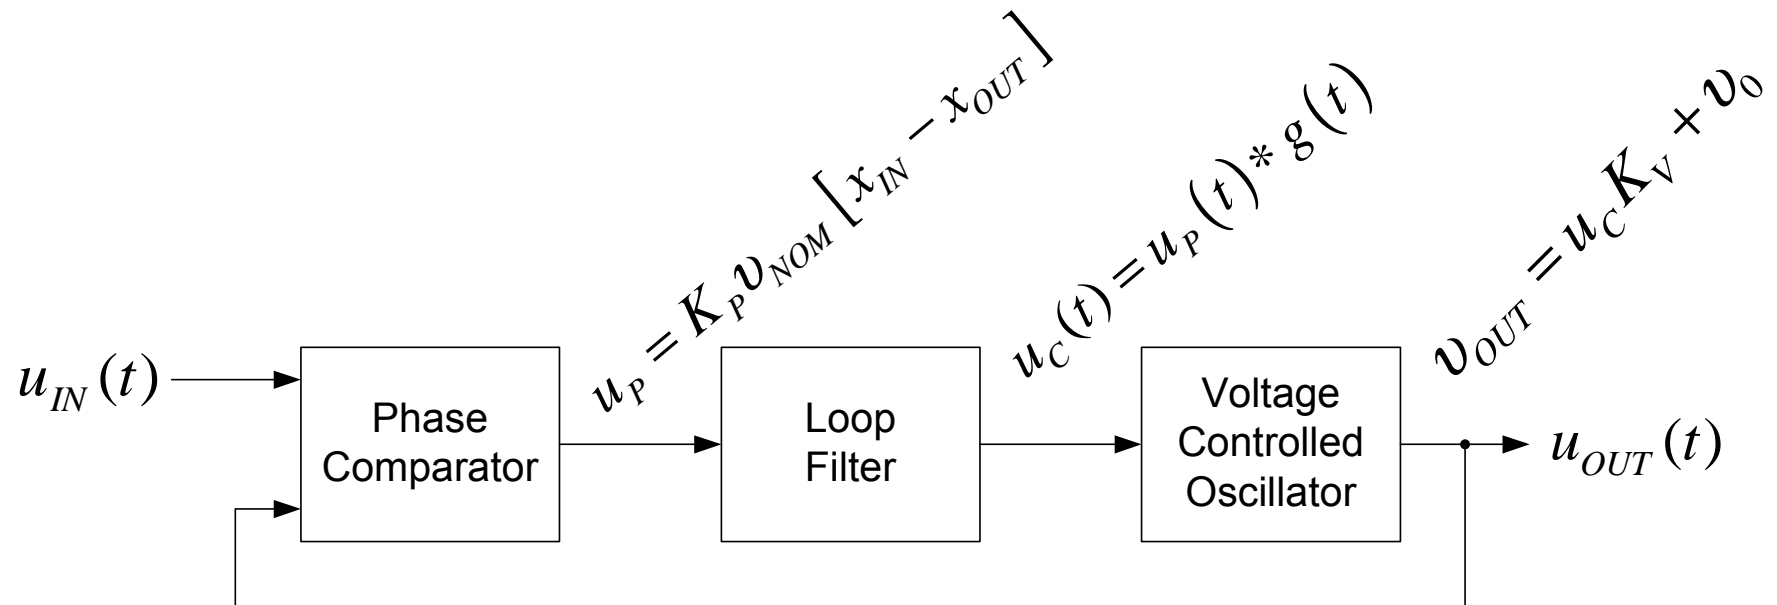 u_P = K_P υ_NOM [x_IN − x_OUT]
u_C(t) = u_P(t) * g(t)
υ_OUT = u_C K_V + υ_0
u_IN(t)
Phase
Comparator
Loop
Filter
Voltage
Controlled
Oscillator
u_OUT(t)